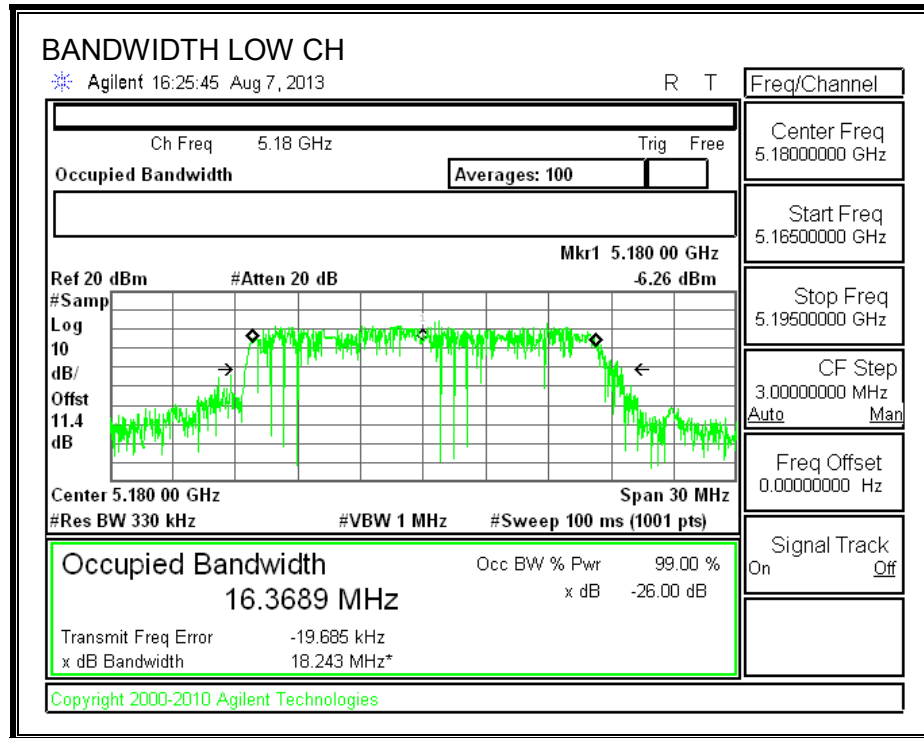 BANDWIDTH LOW CH
Agilent 16:25:45 Aug 7, 2013 R T
Freq/Channel
Ch Freq 5.18 GHz Trig Free
Occupied Bandwidth Averages: 100
Center Freq
5.18000000 GHz
Start Freq
5.16500000 GHz
Mkr1 5.180 00 GHz
Ref 20 dBm #Atten 20 dB -6.26 dBm
#Samp
Log
10
dB/
Offst
11.4
dB
Stop Freq
5.19500000 GHz
CF Step
3.00000000 MHz
Auto Man
Freq Offset
0.00000000 Hz
Center 5.180 00 GHz Span 30 MHz
#Res BW 330 kHz #VBW 1 MHz #Sweep 100 ms (1001 pts)
Signal Track
On Off
Occupied Bandwidth Occ BW % Pwr 99.00 %
16.3689 MHz x dB -26.00 dB
Transmit Freq Error -19.685 kHz
x dB Bandwidth 18.243 MHz*
Copyright 2000-2010 Agilent Technologies